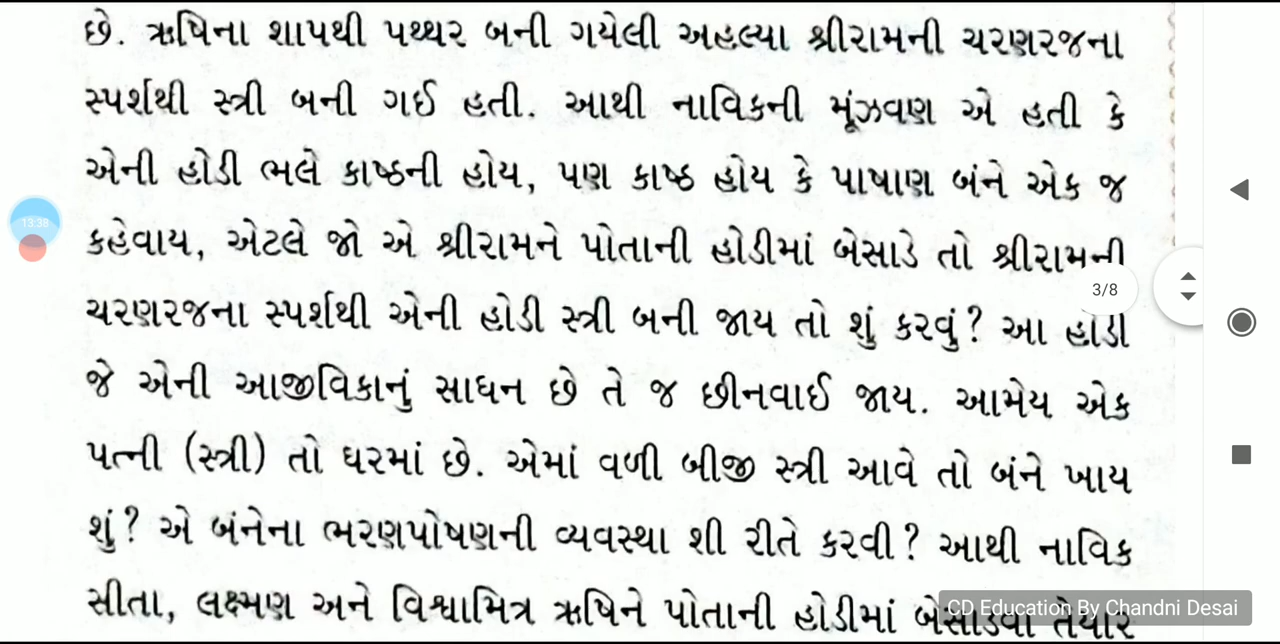 છે. ઋષિના શાપથી પથ્થર બની ગયેલી અહલ્યા શ્રીરામની ચરણરજના
સ્પર્શથી સ્ત્રી બની ગઈ હતી. આથી નાવિકની મૂંઝવણ એ હતી કે
એની હોડી ભલે કાષ્ઠની હોય, પણ કાષ્ઠ હોય કે પાષાણ બંને એક જ
13:38
કહેવાય, એટલે જો એ શ્રીરામને પોતાની હોડીમાં બેસાડે તો શ્રીરામની
3/8
ચરણરજના સ્પર્શથી એની હોડી સ્ત્રી બની જાય તો શું કરવું? આ હોડી
જે એની આજીવિકાનું સાધન છે તે જ છીનવાઈ જાય. આમેય એક
પત્ની (સ્ત્રી) તો ઘરમાં છે. એમાં વળી બીજી સ્ત્રી આવે તો બંને ખાય
શું? એ બંનેના ભરણપોષણની વ્યવસ્થા શી રીતે કરવી? આથી નાવિક
સીતા, લક્ષ્મણ અને વિશ્વામિત્ર ઋષિને પોતાની હોડીમાં બેસાડવા તૈયાર
CD Education By Chandni Desai